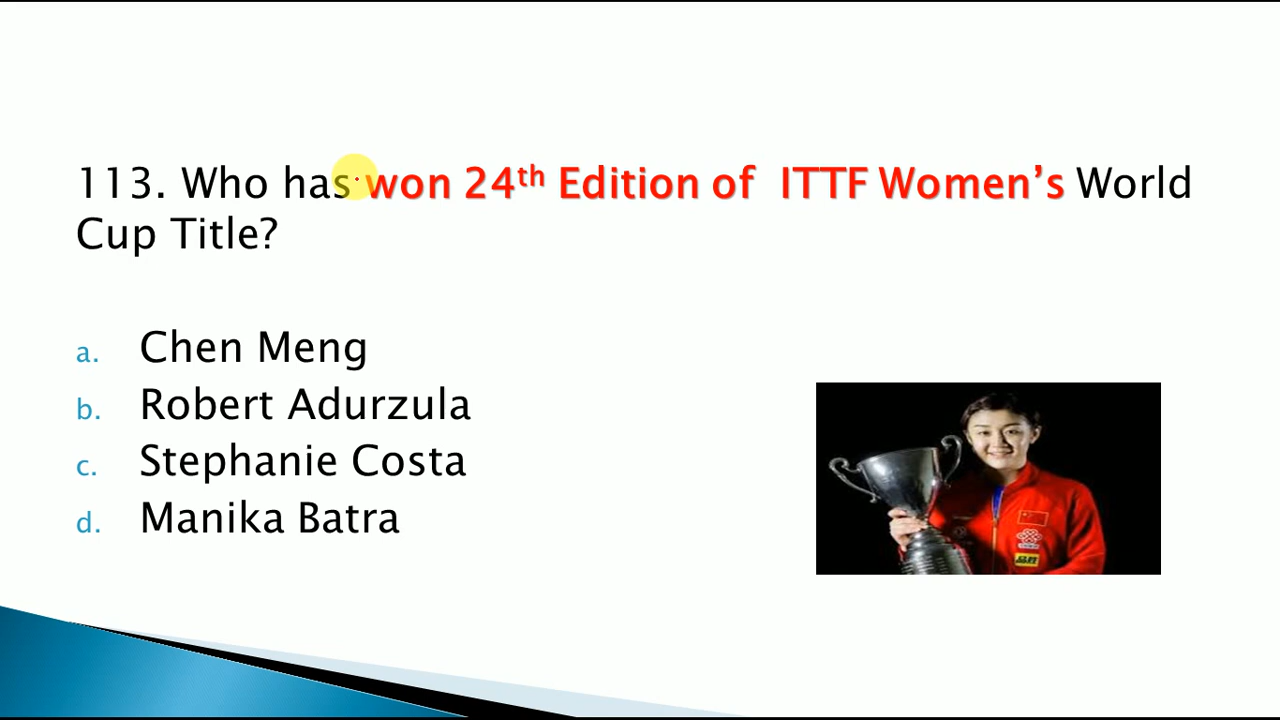 113. Who has won 24th Edition of ITTF Women’s World
Cup Title?
a. Chen Meng
b. Robert Adurzula
c. Stephanie Costa
d. Manika Batra